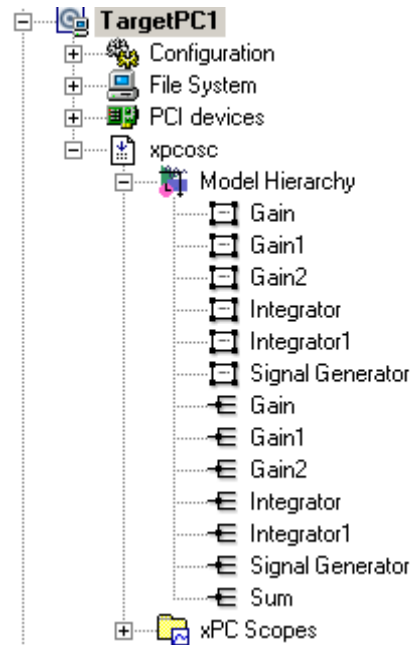 TargetPC1
Configuration
File System
PCI devices
xpcosc
Model Hierarchy
Gain
Gain1
Gain2
Integrator
Integrator1
Signal Generator
Gain
Gain1
Gain2
Integrator
Integrator1
Signal Generator
Sum
xPC Scopes